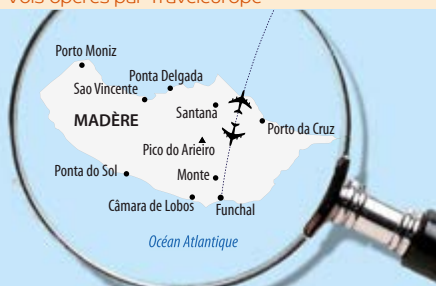 Vols opérés par Traveleurope
Porto Moniz
Ponta Delgada
Sao Vincente
Santana
MADÈRE
Porto da Cruz
Pico do Arieiro
Ponta do Sol
Monte
Câmara de Lobos
Funchal
Océan Atlantique